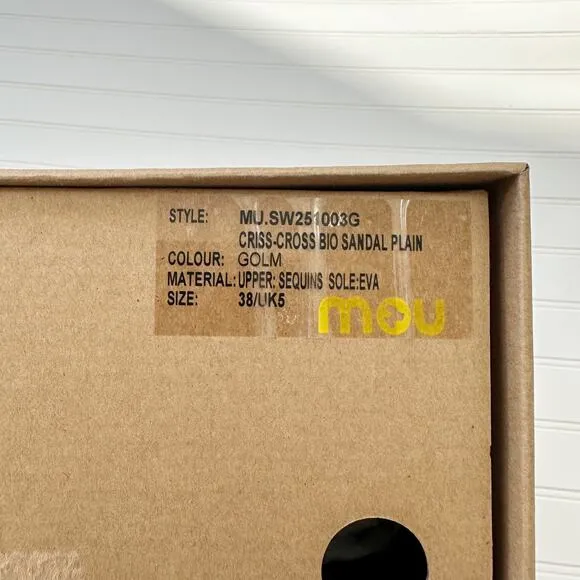 STYLE: MU.SW251003G
CRISS-CROSS BIO SANDAL PLAIN
COLOUR: GOLM
MATERIAL: UPPER: SEQUINS SOLE:EVA
SIZE: 38/UK5
mou